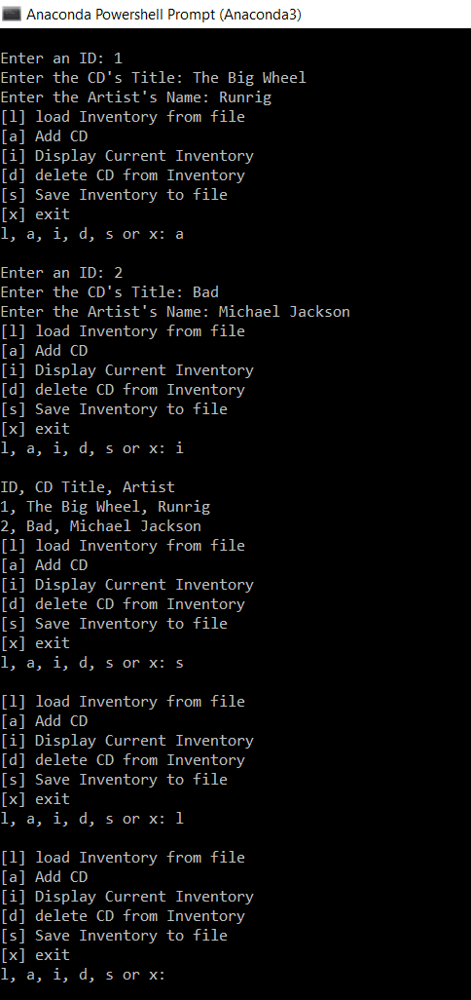 Anaconda Powershell Prompt (Anaconda3)
Enter an ID: 1
Enter the CD's Title: The Big Wheel
Enter the Artist's Name: Runrig
[l] load Inventory from file
[a] Add CD
[i] Display Current Inventory
[d] delete CD from Inventory
[s] Save Inventory to file
[x] exit
l, a, i, d, s or x: a
Enter an ID: 2
Enter the CD's Title: Bad
Enter the Artist's Name: Michael Jackson
[l] load Inventory from file
[a] Add CD
[i] Display Current Inventory
[d] delete CD from Inventory
[s] Save Inventory to file
[x] exit
l, a, i, d, s or x: i
ID, CD Title, Artist
1, The Big Wheel, Runrig
2, Bad, Michael Jackson
[l] load Inventory from file
[a] Add CD
[i] Display Current Inventory
[d] delete CD from Inventory
[s] Save Inventory to file
[x] exit
l, a, i, d, s or x: s
[l] load Inventory from file
[a] Add CD
[i] Display Current Inventory
[d] delete CD from Inventory
[s] Save Inventory to file
[x] exit
l, a, i, d, s or x: l
[l] load Inventory from file
[a] Add CD
[i] Display Current Inventory
[d] delete CD from Inventory
[s] Save Inventory to file
[x] exit
l, a, i, d, s or x: